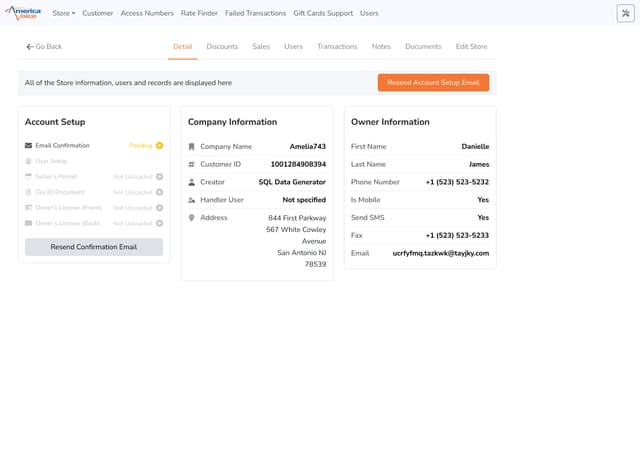 America
Voice
Store
Customer
Access Numbers
Rate Finder
Failed Transactions
Gift Cards Support
Users
Go Back
Detail
Discounts
Sales
Users
Transactions
Notes
Documents
Edit Store
All of the Store information, users and records are displayed here
Resend Account Setup Email
Account Setup
Email Confirmation Pending
User Setup
Seller's Permit Not Uploaded
Tax ID Document Not Uploaded
Driver's License (Front) Not Uploaded
Driver's License (Back) Not Uploaded
Resend Confirmation Email
Company Information
Company Name Amelia743
Customer ID 1001284908394
Creator SQL Data Generator
Handler User Not specified
Address 844 First Parkway
567 White Cowley
Avenue
San Antonio NJ
78539
Owner Information
First Name Danielle
Last Name James
Phone Number +1 (523) 523-5232
Is Mobile Yes
Send SMS Yes
Fax +1 (523) 523-5233
Email ucrfyfmq.tazkwk@tayjky.com